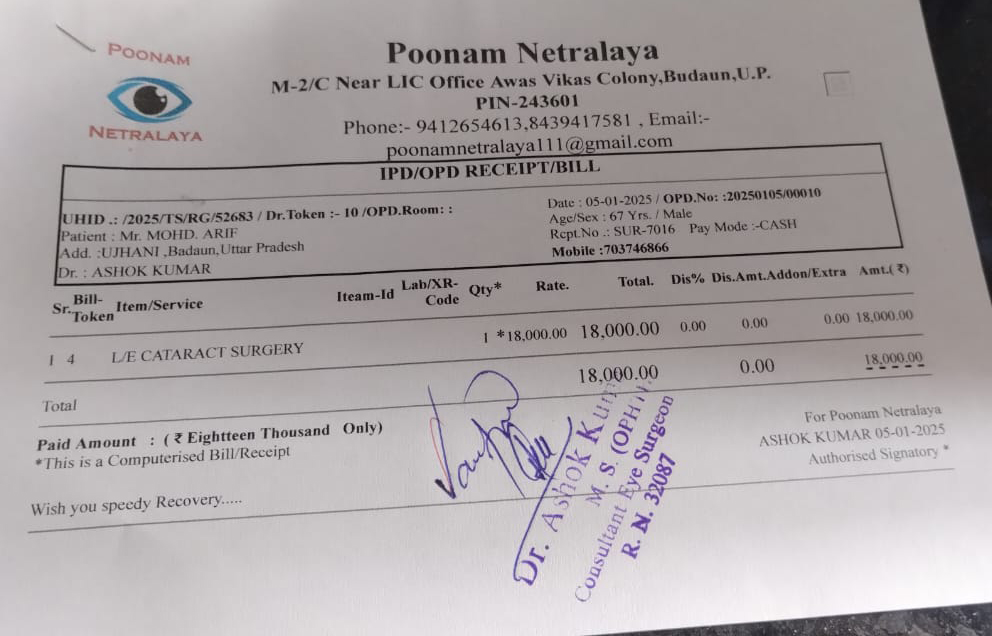 POONAM
NETRALAYA
Poonam Netralaya
M-2/C Near LIC Office Awas Vikas Colony,Budaun,U.P.
PIN-243601
Phone:- 9412654613,8439417581 , Email:-
poonamnetralaya111@gmail.com
IPD/OPD RECEIPT/BILL
UHID .: /2025/TS/RG/52683 / Dr.Token :- 10 /OPD.Room: :
Patient : Mr. MOHD. ARIF
Add. :UJHANI ,Badaun,Uttar Pradesh
Dr. : ASHOK KUMAR
Date : 05-01-2025 / OPD.No: :20250105/00010
Age/Sex : 67 Yrs. / Male
Rcpt.No .: SUR-7016 Pay Mode :-CASH
Mobile :703746866
Sr. Bill-Token Item/Service Iteam-Id Lab/XR-Code Qty* Rate. Total. Dis% Dis.Amt. Addon/Extra Amt.( ₹)
1 4 L/E CATARACT SURGERY 1 *18,000.00 18,000.00 0.00 0.00 0.00 18,000.00
Total 18,000.00 0.00 18,000.00
Paid Amount : ( ₹ Eightteen Thousand Only)
*This is a Computerised Bill/Receipt
Wish you speedy Recovery.....
For Poonam Netralaya
ASHOK KUMAR 05-01-2025
Authorised Signatory *
Dr. Ashok Kum
M. S. (OPHN.
Consultant Eye Surgeon
R. N. 32087